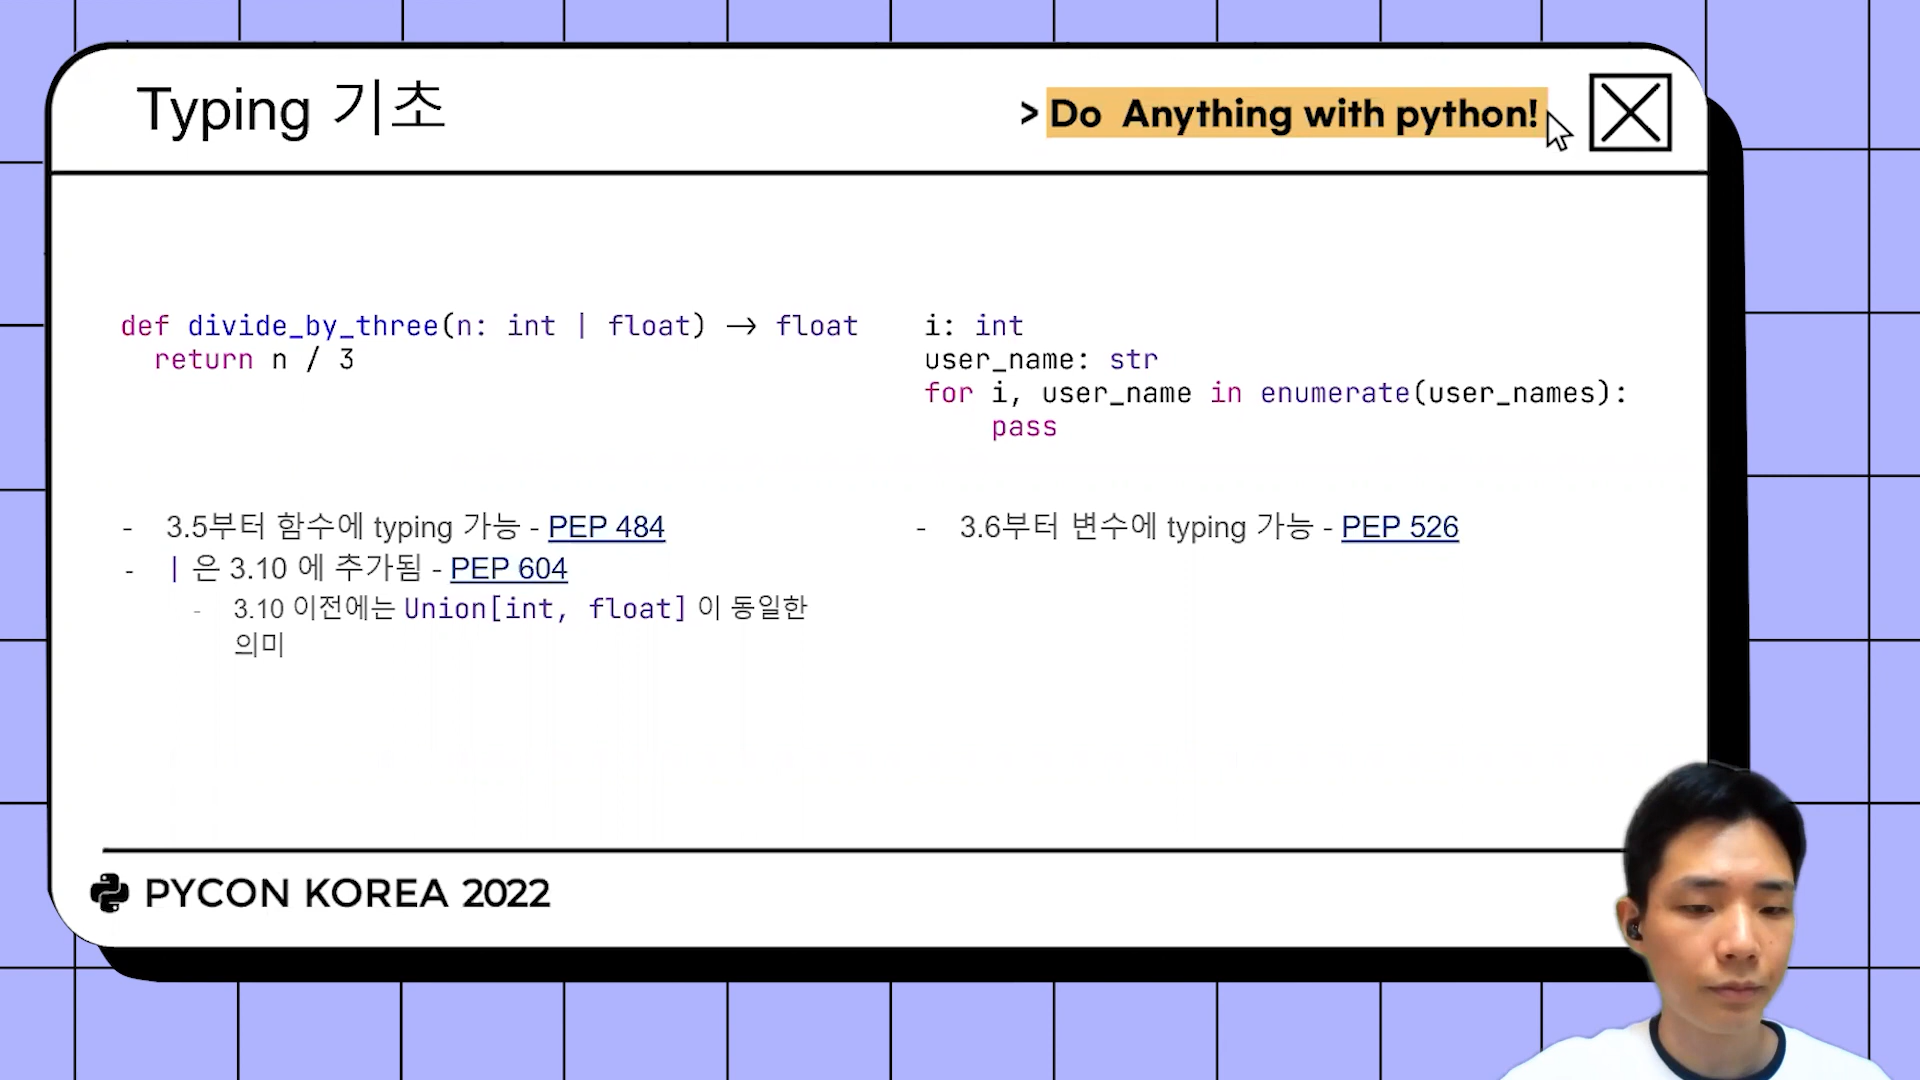 Typing 기초
> Do Anything with python!
def divide_by_three(n: int | float) → float
return n / 3
i: int
user_name: str
for i, user_name in enumerate(user_names):
pass
- 3.5부터 함수에 typing 가능 - PEP 484
- | 은 3.10 에 추가됨 - PEP 604
- 3.10 이전에는 Union[int, float] 이 동일한
의미
- 3.6부터 변수에 typing 가능 - PEP 526
PYCON KOREA 2022